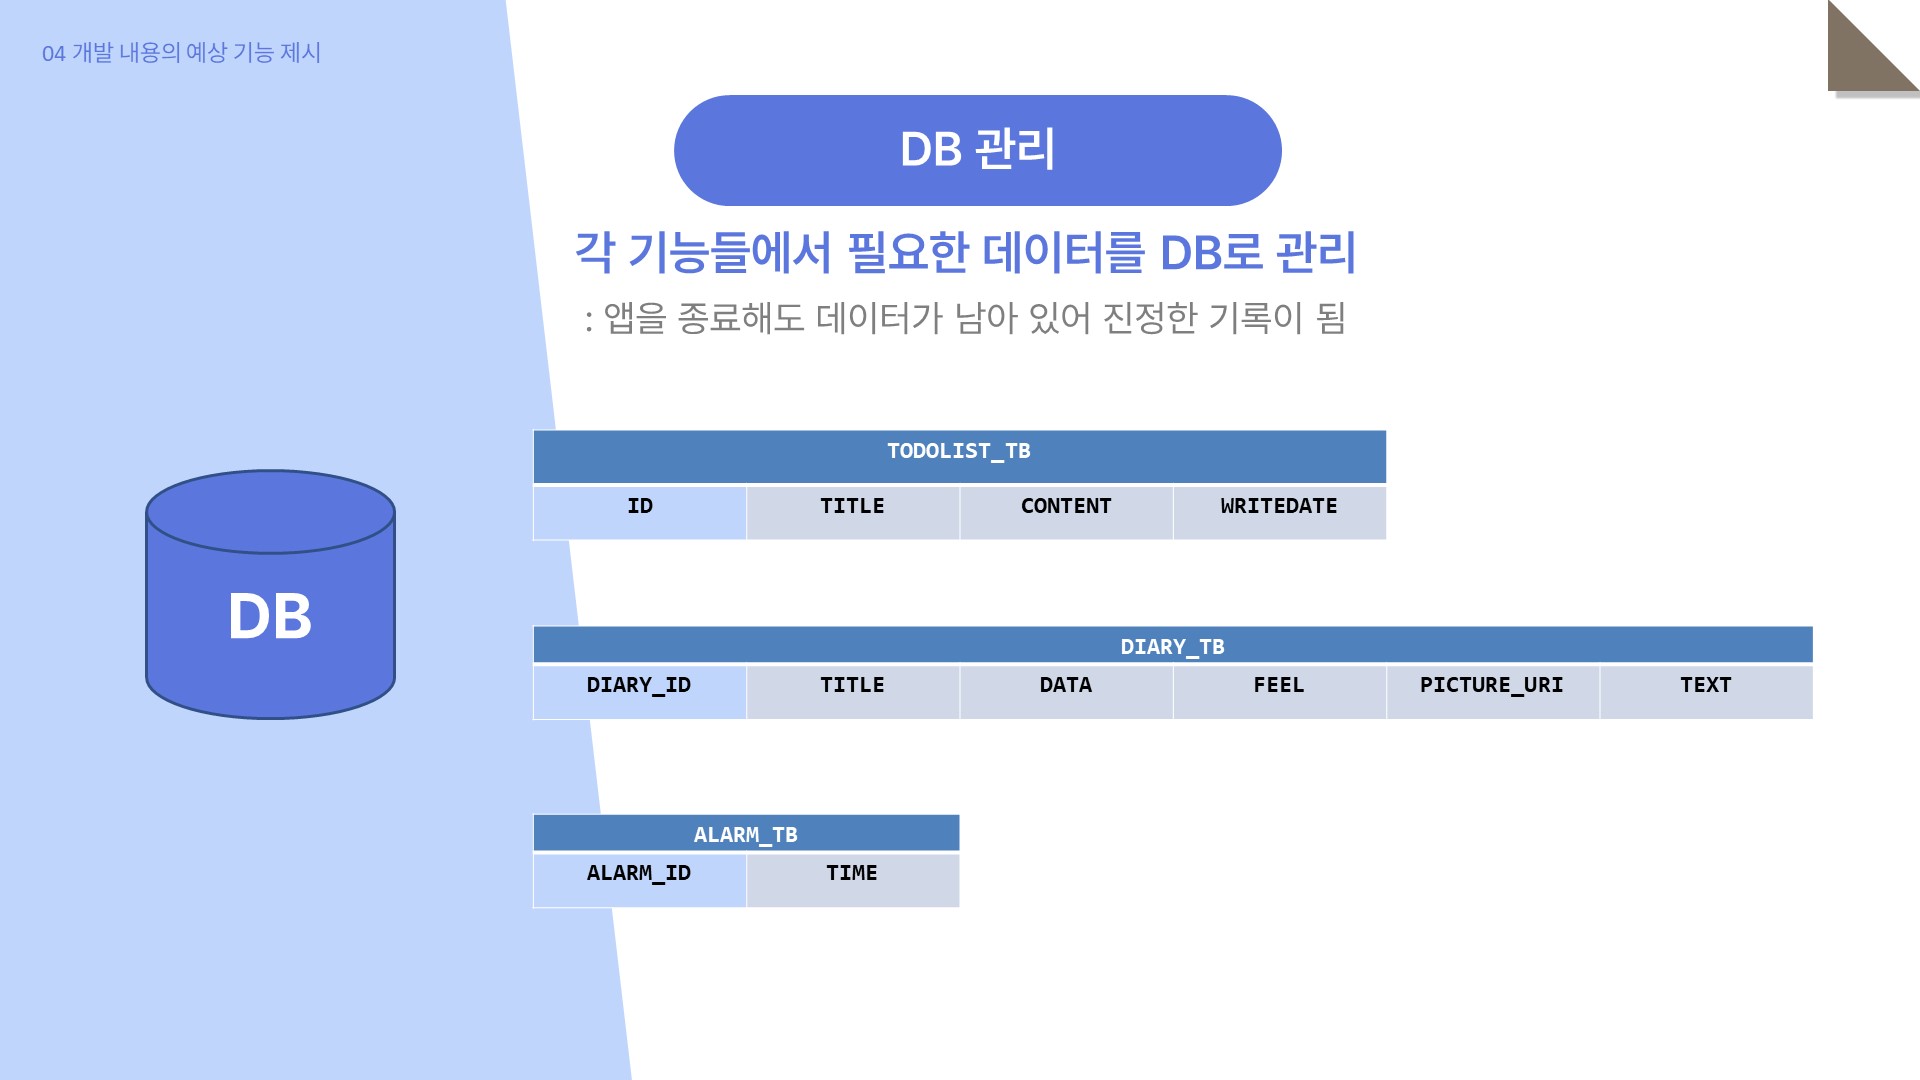 04 개발 내용의 예상 기능 제시
DB 관리
각 기능들에서 필요한 데이터를 DB로 관리
: 앱을 종료해도 데이터가 남아 있어 진정한 기록이 됨
TODOLIST_TB
ID TITLE CONTENT WRITEDATE
DB
DIARY_TB
DIARY_ID TITLE DATA FEEL PICTURE_URI TEXT
ALARM_TB
ALARM_ID TIME